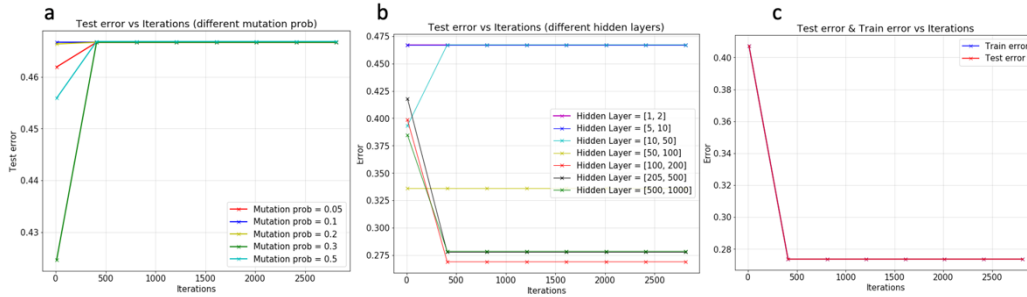 a
Test error vs Iterations (different mutation prob)
Test error
0.46
0.45
0.44
0.43
Mutation prob = 0.05
Mutation prob = 0.1
Mutation prob = 0.2
Mutation prob = 0.3
Mutation prob = 0.5
0 500 1000 1500 2000 2500
Iterations
b
Test error vs Iterations (different hidden layers)
Error
0.475
0.450
0.425
0.400
0.375
0.350
0.325
0.300
0.275
Hidden Layer = [1, 2]
Hidden Layer = [5, 10]
Hidden Layer = [10, 50]
Hidden Layer = [50, 100]
Hidden Layer = [100, 200]
Hidden Layer = [205, 500]
Hidden Layer = [500, 1000]
0 500 1000 1500 2000 2500
Iterations
c
Test error & Train error vs Iterations
Train error
Test error
Error
0.40
0.38
0.36
0.34
0.32
0.30
0.28
0 500 1000 1500 2000 2500
Iterations